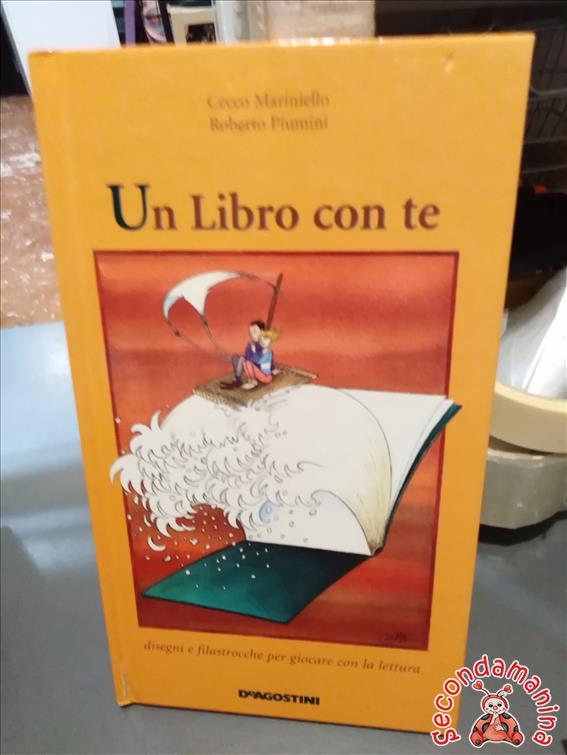 Cecco Mariniello
Roberto Piumini
Un Libro con te
disegni e filastrocche per giocare con la lettura
DeAGOSTINI
secondamanina